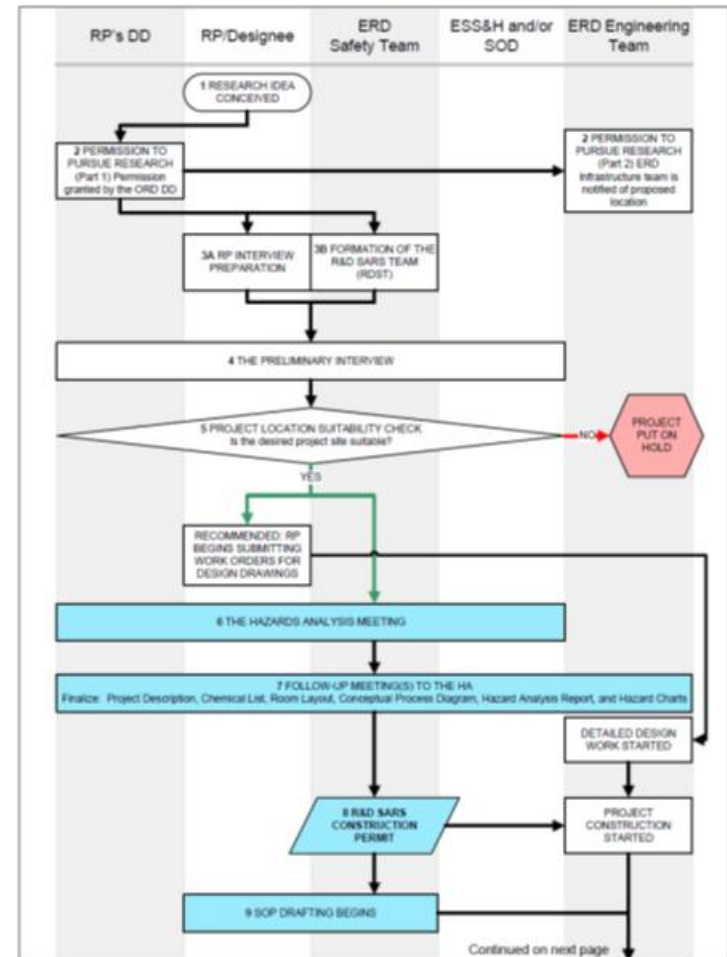 RP's DD
RP/Designee
ERD
Safety Team
ESS&H and/or
SOD
ERD Engineering
Team
1 RESEARCH IDEA
CONCEIVED
2 PERMISSION TO
PURSUE RESEARCH
(Part 1) Permission
granted by the ORD DD
2 PERMISSION TO
PURSUE RESEARCH
(Part 2) ERD
Infrastructure team is
notified of proposed
location
3A RP INTERVIEW
PREPARATION
3B FORMATION OF THE
R&D SARS TEAM
(RDST)
4 THE PRELIMINARY INTERVIEW
5 PROJECT LOCATION SUITABILITY CHECK
Is the desired project site suitable?
NO
PROJECT
PUT ON
HOLD
YES
RECOMMENDED: RP
BEGINS SUBMITTING
WORK ORDERS FOR
DESIGN DRAWINGS
6 THE HAZARDS ANALYSIS MEETING
7 FOLLOW-UP MEETING(S) TO THE HA
Finalize: Project Description, Chemical List, Room Layout, Conceptual Process Diagram, Hazard Analysis Report, and Hazard Charts
DETAILED DESIGN
WORK STARTED
8 R&D SARS
CONSTRUCTION
PERMIT
PROJECT
CONSTRUCTION
STARTED
9 SOP DRAFTING BEGINS
Continued on next page